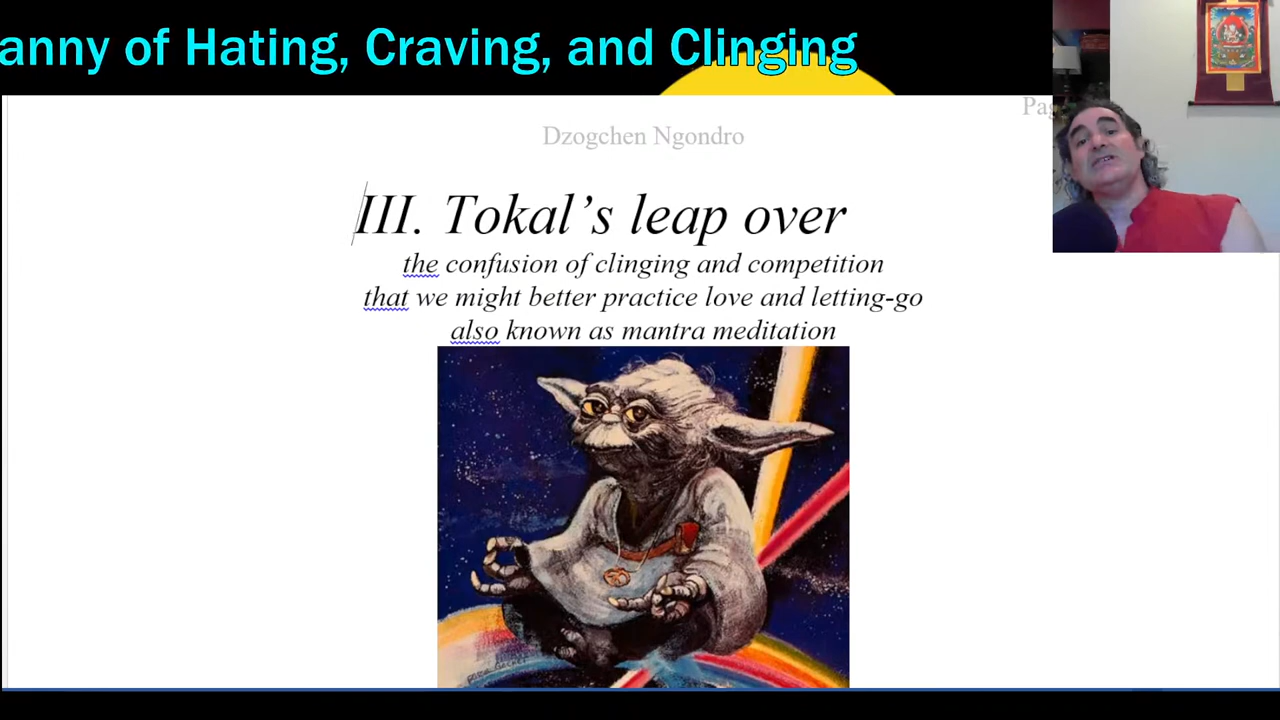 anny of Hating, Craving, and Clinging
Pag
Dzogchen Ngondro
III. Tokal’s leap over
the confusion of clinging and competition
that we might better practice love and letting-go
also known as mantra meditation